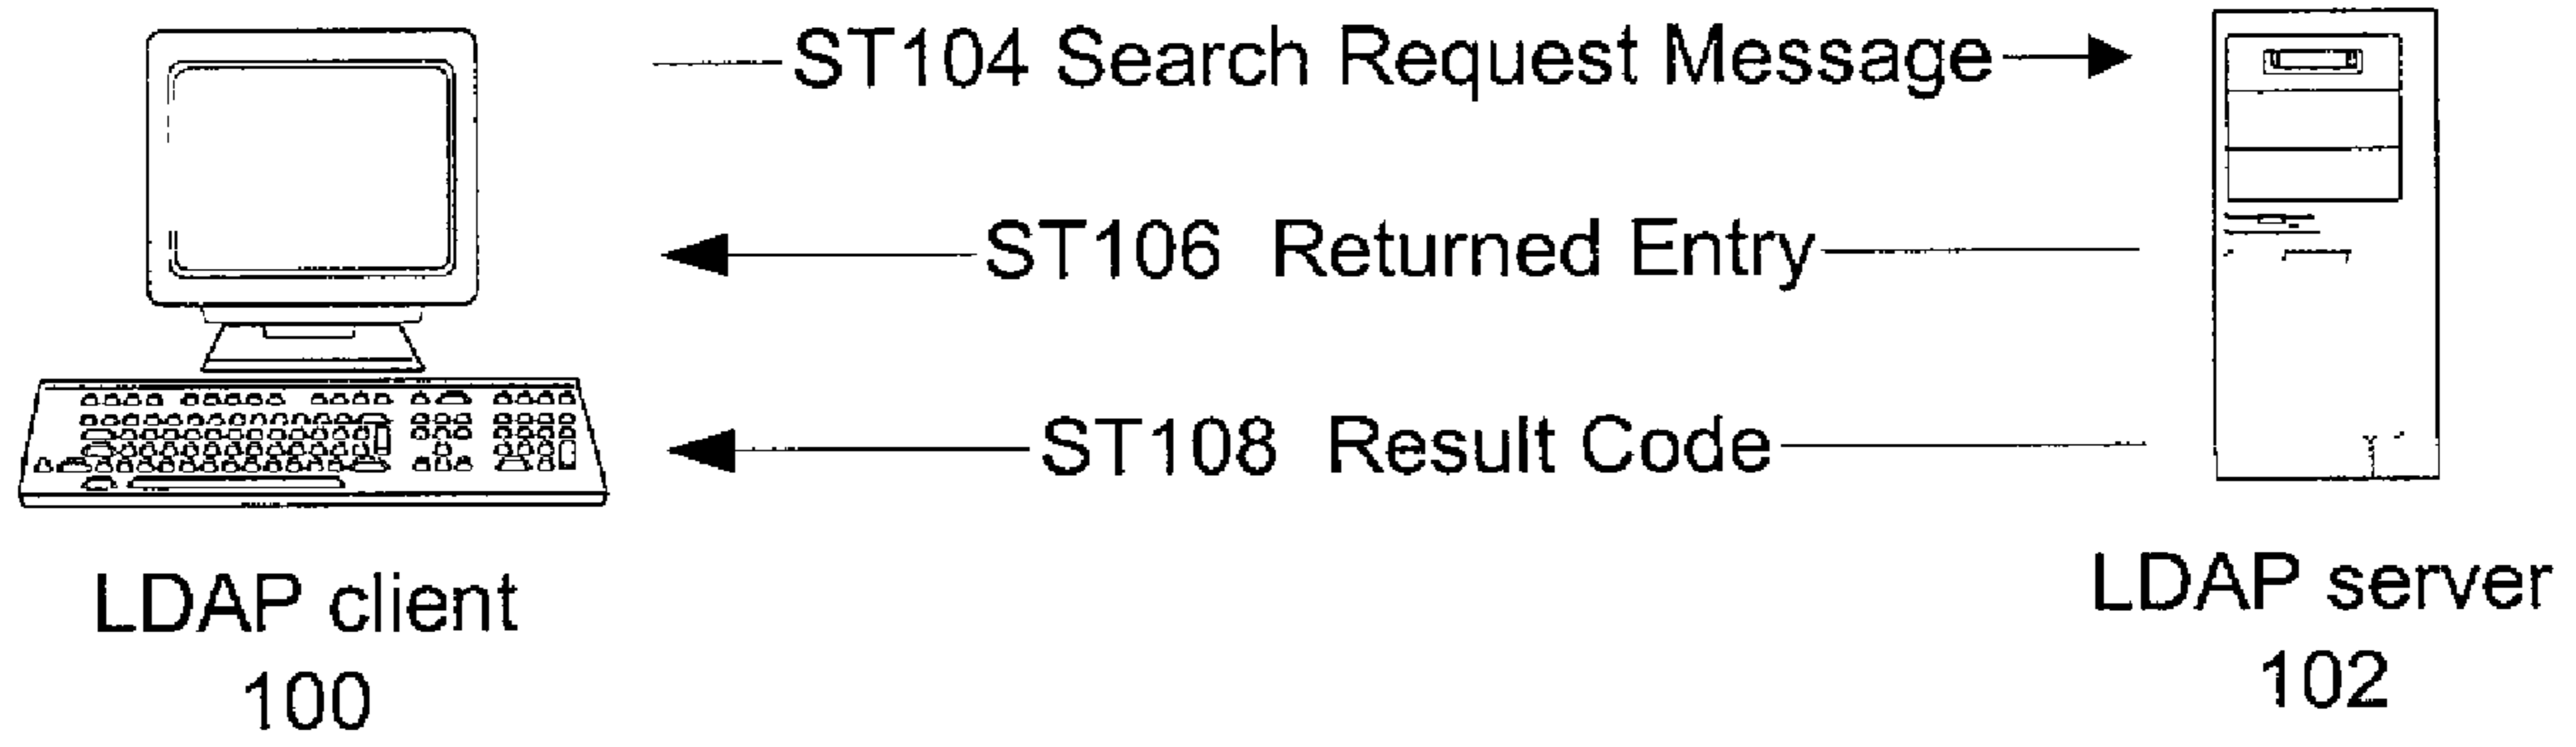 ST104 Search Request Message
ST106 Returned Entry
ST108 Result Code
LDAP client
100
LDAP server
102